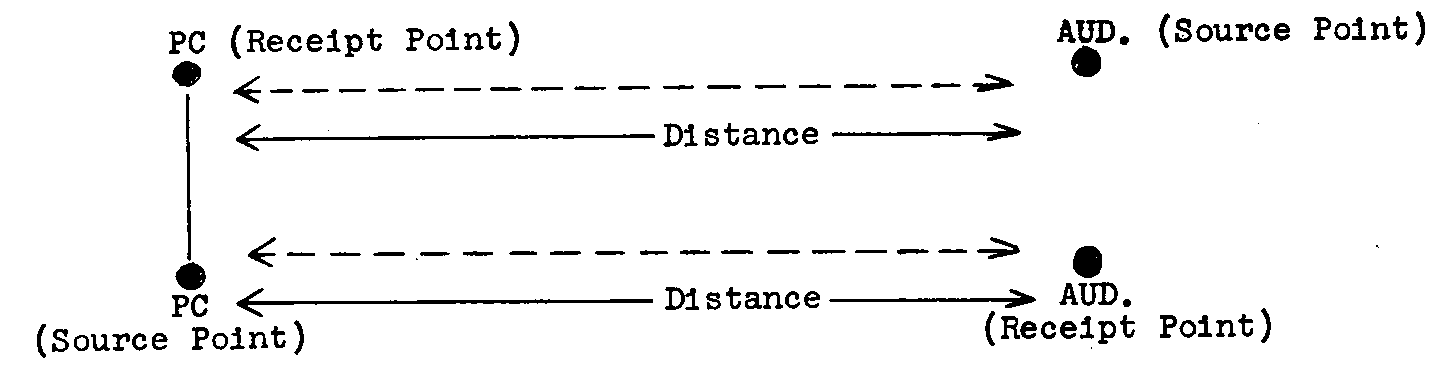 PC (Receipt Point)
AUD. (Source Point)
Distance
Distance
PC
(Source Point)
AUD.
(Receipt Point)